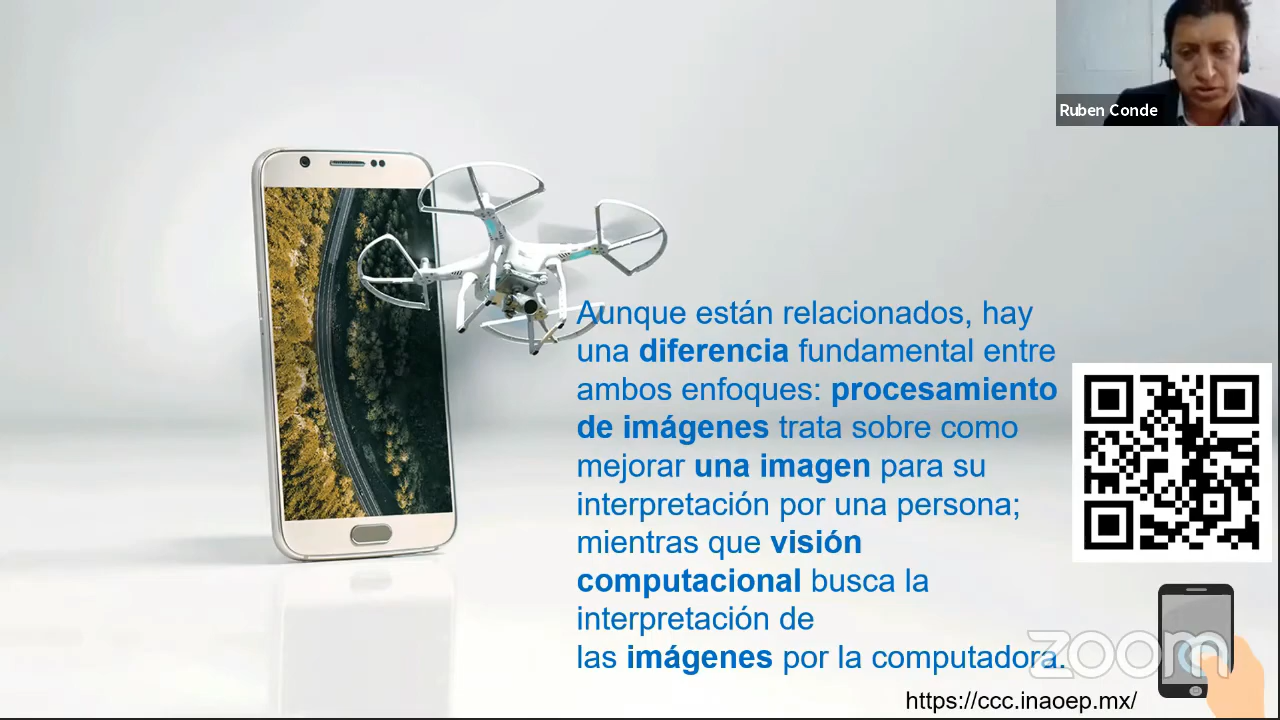 Ruben Conde
Aunque están relacionados, hay
una diferencia fundamental entre
ambos enfoques: procesamiento
de imágenes trata sobre como
mejorar una imagen para su
interpretación por una persona;
mientras que visión
computacional busca la
interpretación de
las imágenes por la computadora.
zoom
https://ccc.inaoep.mx/